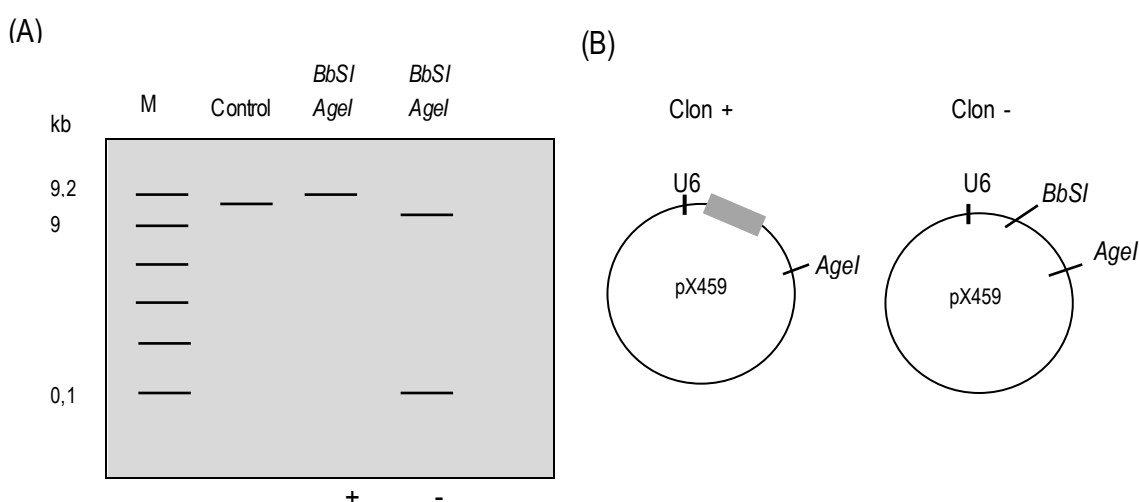 (A)
(B)
BbSI
BbSI
M
Control
AgeI
AgeI
kb
9.2
9
0,1
+
-
Clon +
Clon -
U6
AgeI
pX459
U6
BbSI
AgeI
pX459